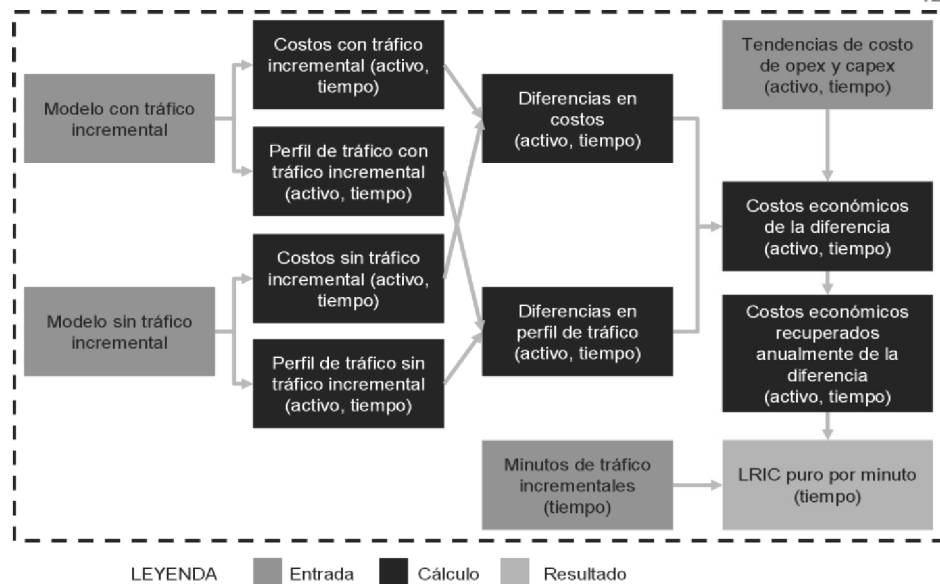 Modelo con tráfico
incremental
Modelo sin tráfico
incremental
Costos con tráfico
incremental (activo,
tiempo)
Perfil de tráfico con
tráfico incremental
(activo, tiempo)
Costos sin tráfico
incremental (activo,
tiempo)
Perfil de tráfico sin
tráfico incremental
(activo, tiempo)
Diferencias en
costos
(activo, tiempo)
Diferencias en
perfil de tráfico
(activo, tiempo)
Minutos de tráfico
incrementales
(tiempo)
Tendencias de costo
de opex y capex
(activo, tiempo)
Costos económicos
de la diferencia
(activo, tiempo)
Costos económicos
recuperados
anualmente de la
diferencia
(activo, tiempo)
LRIC puro por minuto
(tiempo)
LEYENDA Entrada Cálculo Resultado